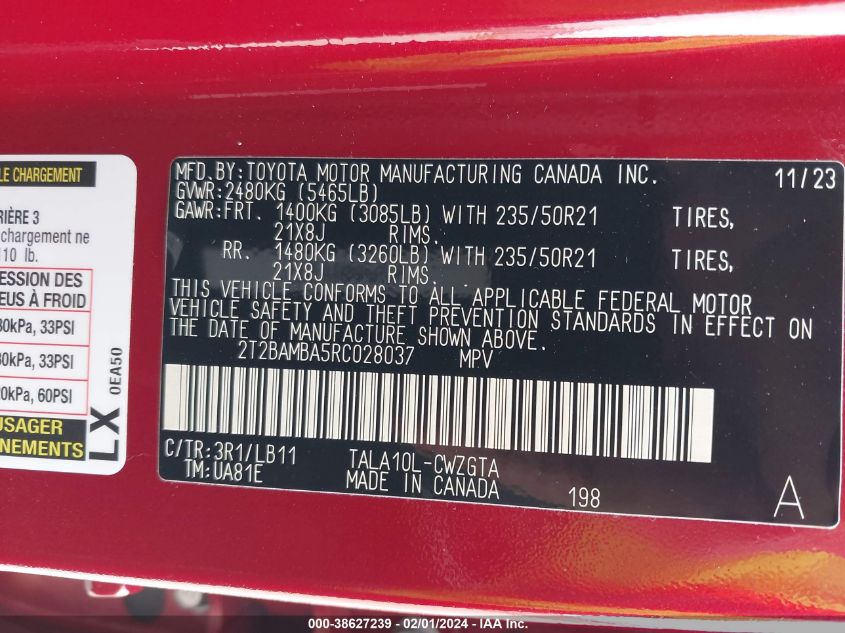 LE CHARGEMENT
RIÈRE 3
chargement ne
110 lb.
ESSION DES
EUS À FROID
30kPa, 33PSI
30kPa, 33PSI
20kPa, 60PSI
USAGER
GNEMENTS
LX 0EA50
MFD. BY: TOYOTA MOTOR MANUFACTURING CANADA INC. 11/23
GVWR: 2480KG (5465LB)
GAWR: FRT. 1400KG (3085LB) WITH 235/50R21 TIRES,
21X8J RIMS.
RR. 1480KG (3260LB) WITH 235/50R21 TIRES,
21X8J RIMS.
THIS VEHICLE CONFORMS TO ALL APPLICABLE FEDERAL MOTOR
VEHICLE SAFETY AND THEFT PREVENTION STANDARDS IN EFFECT ON
THE DATE OF MANUFACTURE SHOWN ABOVE.
2T2BAMBA5RC028037 MPV
C/TR: 3R1/LB11 TALA10L-CWZGTA
TM: UA81E MADE IN CANADA 198 A
000-38627239 - 02/01/2024 - IAA Inc.